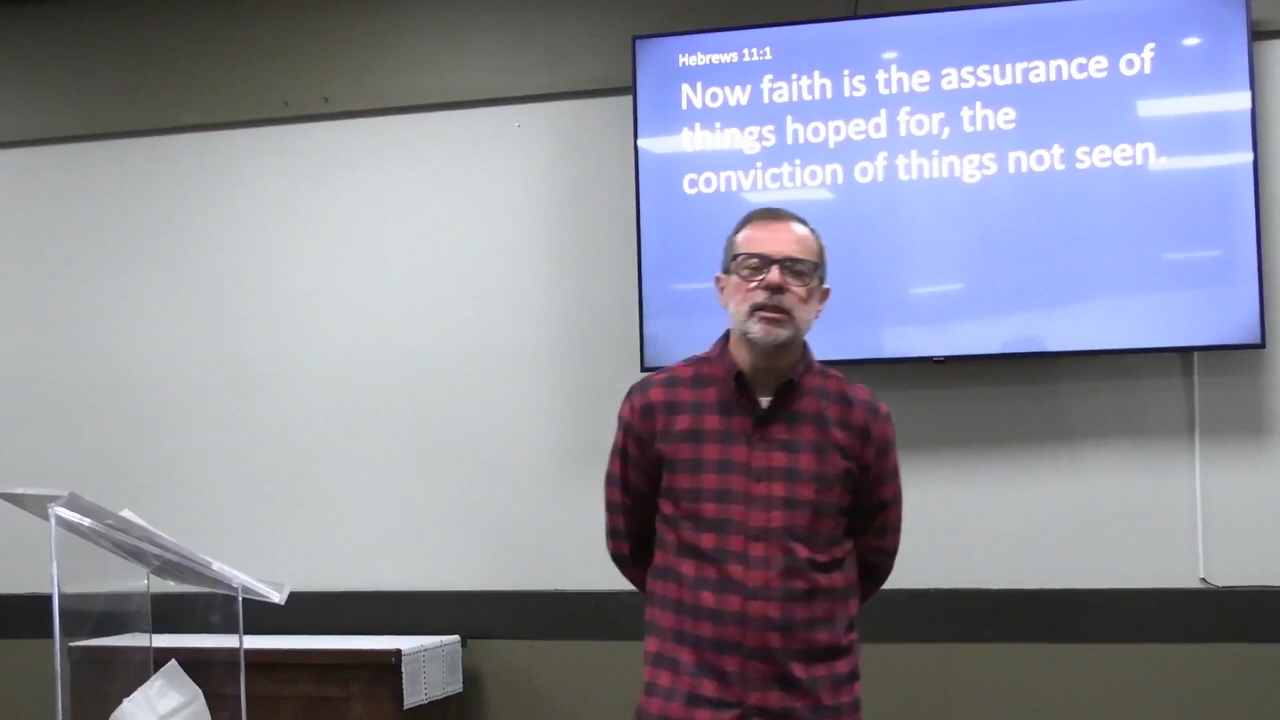 Hebrews 11:1
Now faith is the assurance of
things hoped for, the
conviction of things not seen.